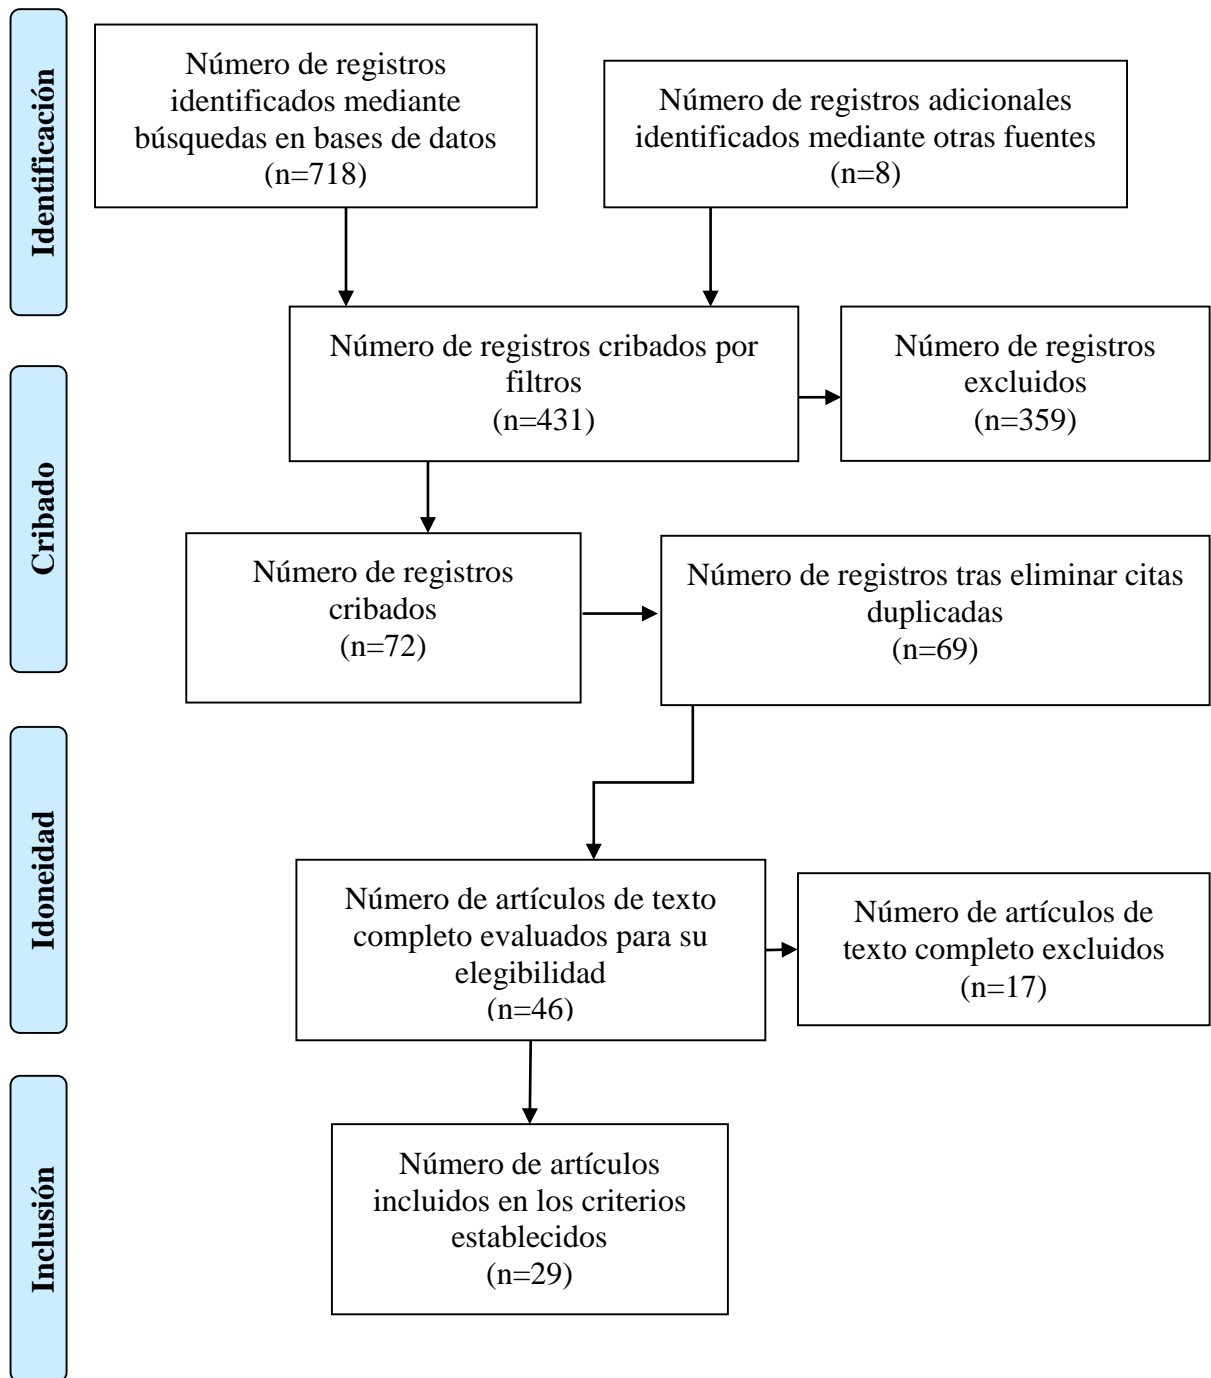 Identificación
Número de registros
identificados mediante
búsquedas en bases de datos
(n=718)
Número de registros adicionales
identificados mediante otras fuentes
(n=8)
Número de registros cribados por
filtros
(n=431)
Número de registros
excluidos
(n=359)
Cribado
Número de registros
cribados
(n=72)
Número de registros tras eliminar citas
duplicadas
(n=69)
Idoneidad
Número de artículos de texto
completo evaluados para su
elegibilidad
(n=46)
Número de artículos de
texto completo excluidos
(n=17)
Inclusión
Número de artículos
incluidos en los criterios
establecidos
(n=29)